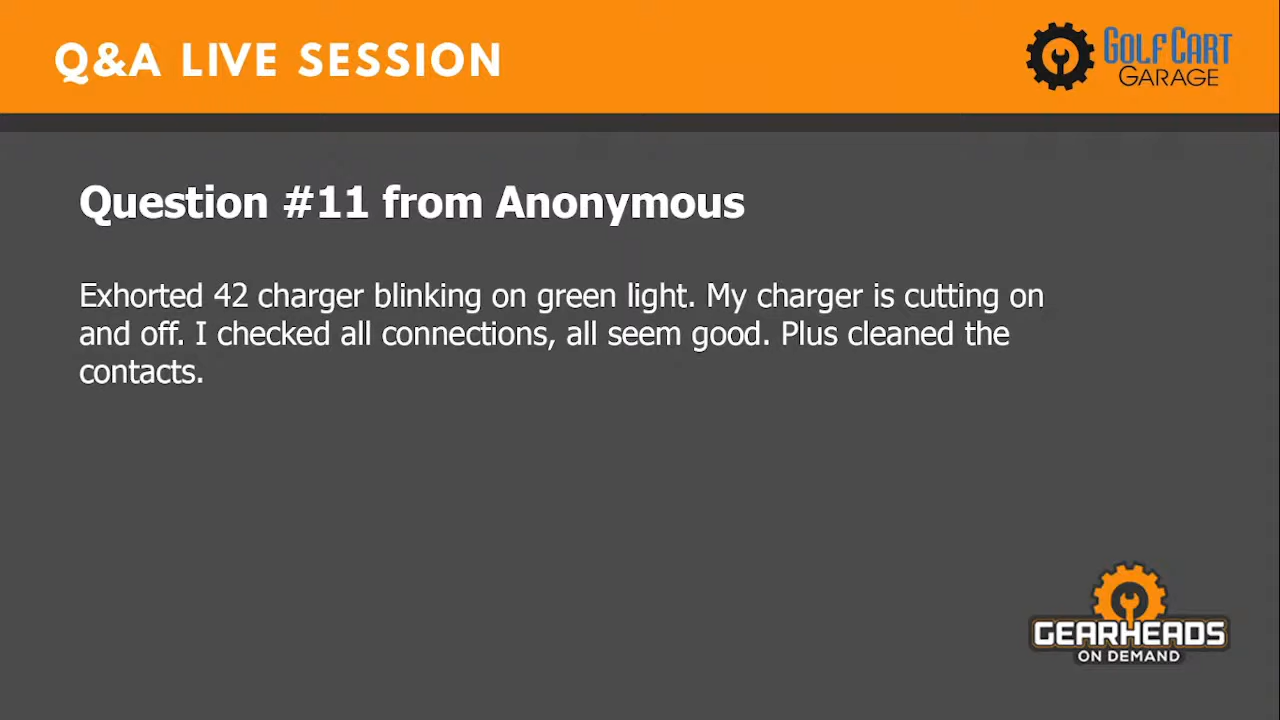 Q&A LIVE SESSION
GOLF CART
GARAGE
Question #11 from Anonymous
Exhorted 42 charger blinking on green light. My charger is cutting on
and off. I checked all connections, all seem good. Plus cleaned the
contacts.
GEARHEADS
ON DEMAND